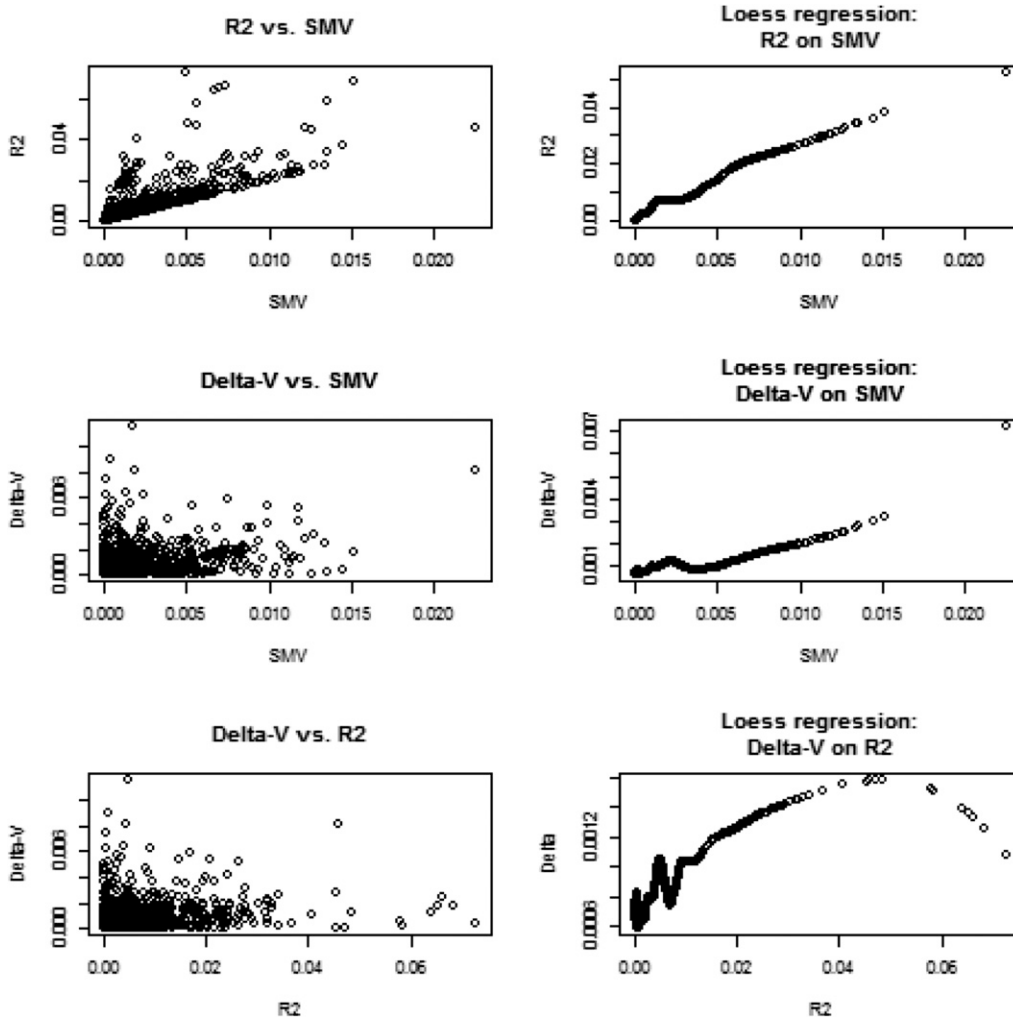 R2 vs. SMV
R2
0.00 0.04
0.000 0.005 0.010 0.015 0.020
SMV
Loess regression:
R2 on SMV
R2
0.00 0.02 0.04
0.000 0.005 0.010 0.015 0.020
SMV
Delta-V vs. SMV
Delta-V
0.000 0.006
0.000 0.005 0.010 0.015 0.020
SMV
Loess regression:
Delta-V on SMV
Delta-V
0.001 0.004 0.007
0.000 0.005 0.010 0.015 0.020
SMV
Delta-V vs. R2
Delta-V
0.000 0.006
0.00 0.02 0.04 0.06
R2
Loess regression:
Delta-V on R2
Delta
0.0006 0.0012
0.00 0.02 0.04 0.06
R2